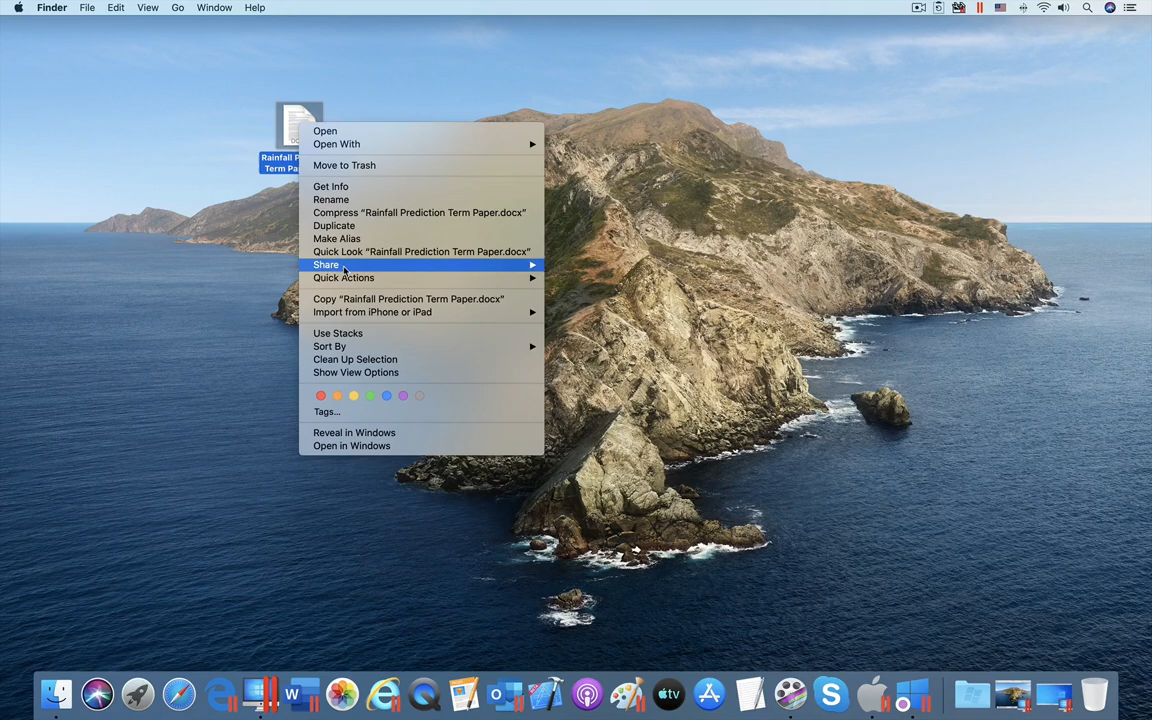 Finder File Edit View Go Window Help
Rainfall P
Term Pa
Open
Open With
Move to Trash
Get Info
Rename
Compress “Rainfall Prediction Term Paper.docx”
Duplicate
Make Alias
Quick Look “Rainfall Prediction Term Paper.docx”
Share
Quick Actions
Copy “Rainfall Prediction Term Paper.docx”
Import from iPhone or iPad
Use Stacks
Sort By
Clean Up Selection
Show View Options
Tags...
Reveal in Windows
Open in Windows
tv